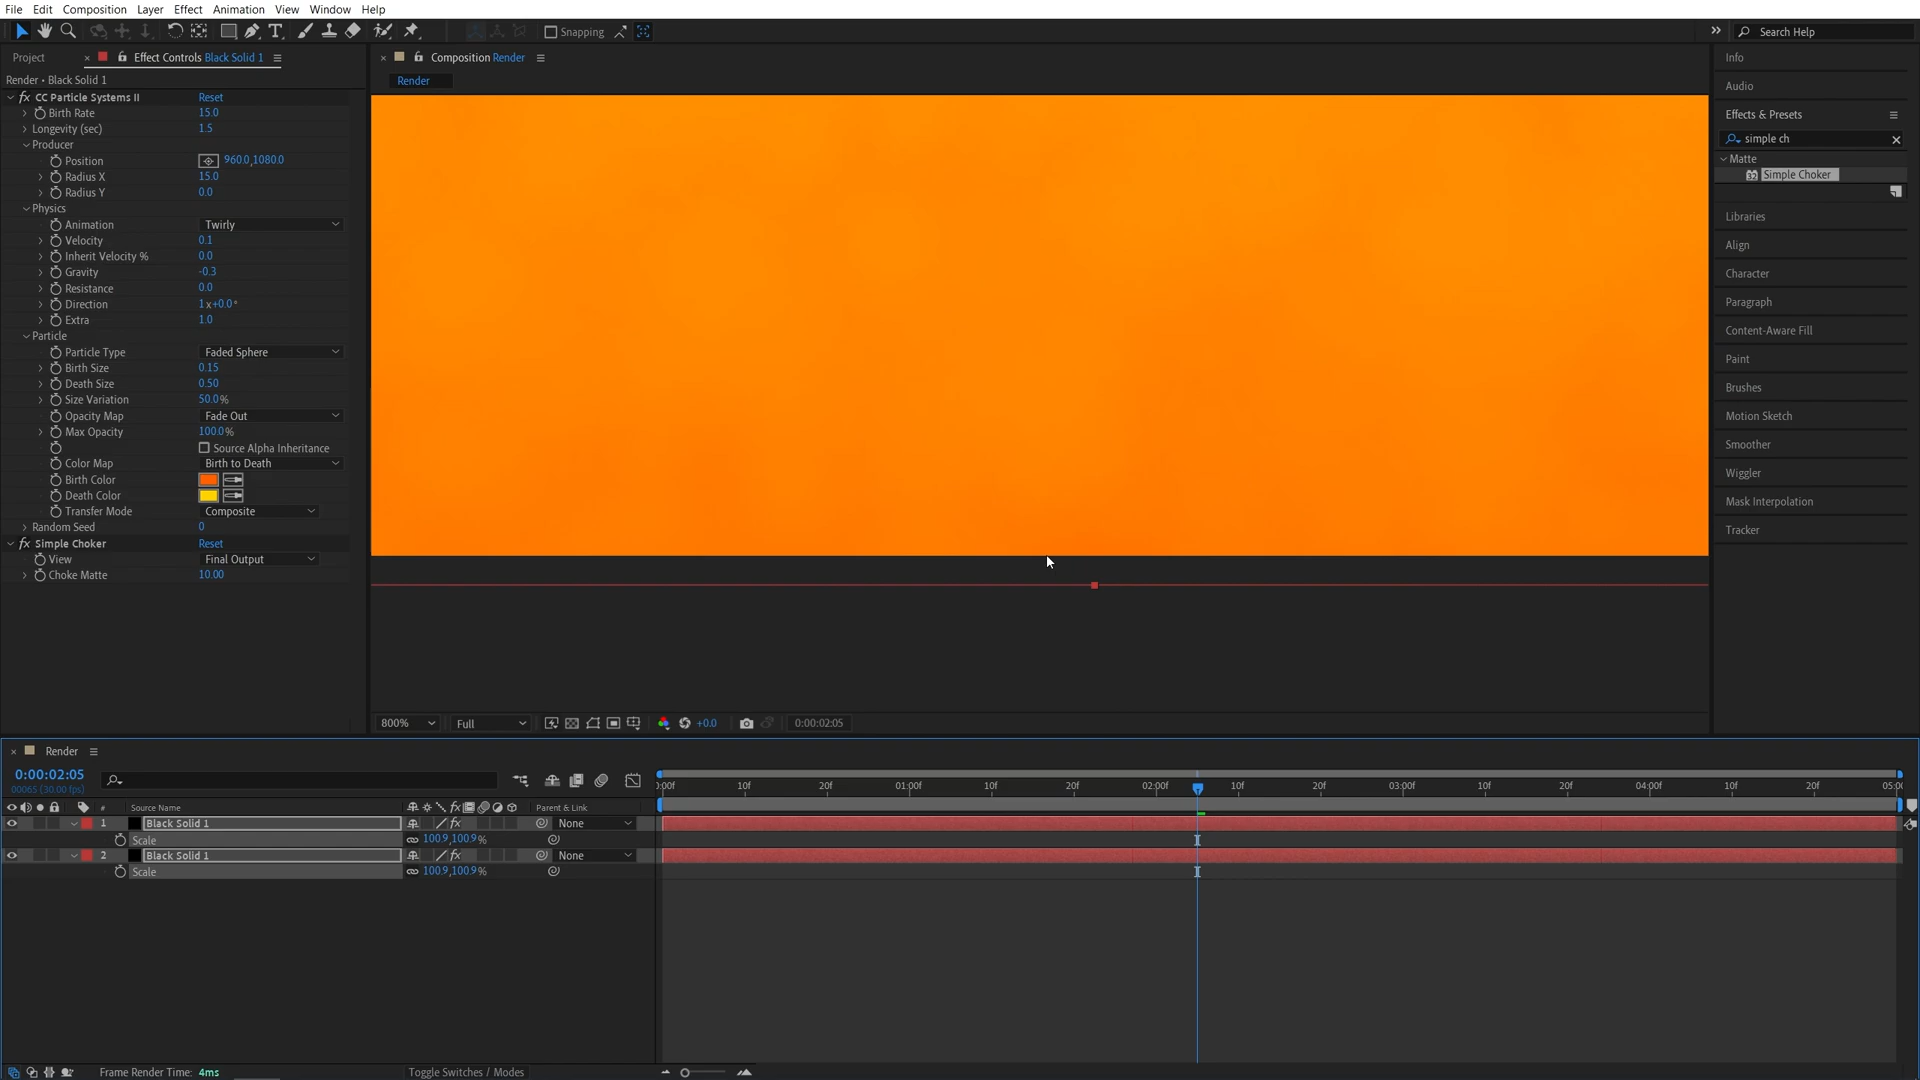 File Edit Composition Layer Effect Animation View Window Help
Snapping
Search Help
Project
Effect Controls Black Solid 1
Composition Render
Render
Render • Black Solid 1
fx CC Particle Systems II Reset
Birth Rate 15.0
Longevity (sec) 1.5
Producer
Position 960.0,1080.0
Radius X 15.0
Radius Y 0.0
Physics
Animation Twirly
Velocity 0.1
Inherit Velocity % 0.0
Gravity -0.3
Resistance 0.0
Direction 1x+0.0°
Extra 1.0
Particle
Particle Type Faded Sphere
Birth Size 0.15
Death Size 0.50
Size Variation 50.0%
Opacity Map Fade Out
Max Opacity 100.0%
Source Alpha Inheritance
Color Map Birth to Death
Birth Color
Death Color
Transfer Mode Composite
Random Seed 0
fx Simple Choker Reset
View Final Output
Choke Matte 10.00
Info
Audio
Effects & Presets
simple ch
Matte
Simple Choker
Libraries
Align
Character
Paragraph
Content-Aware Fill
Paint
Brushes
Motion Sketch
Smoother
Wiggler
Mask Interpolation
Tracker
800% Full +0.0 0:00:02:05
Render
0:00:02:05
00065 (30.00 fps)
:00f 10f 20f 01:00f 10f 20f 02:00f 10f 20f 03:00f 10f 20f 04:00f 10f 20f 05:00
# Source Name fx Parent & Link
1 Black Solid 1 fx None
Scale 100.9,100.9%
2 Black Solid 1 fx None
Scale 100.9,100.9%
Frame Render Time: 4ms Toggle Switches / Modes